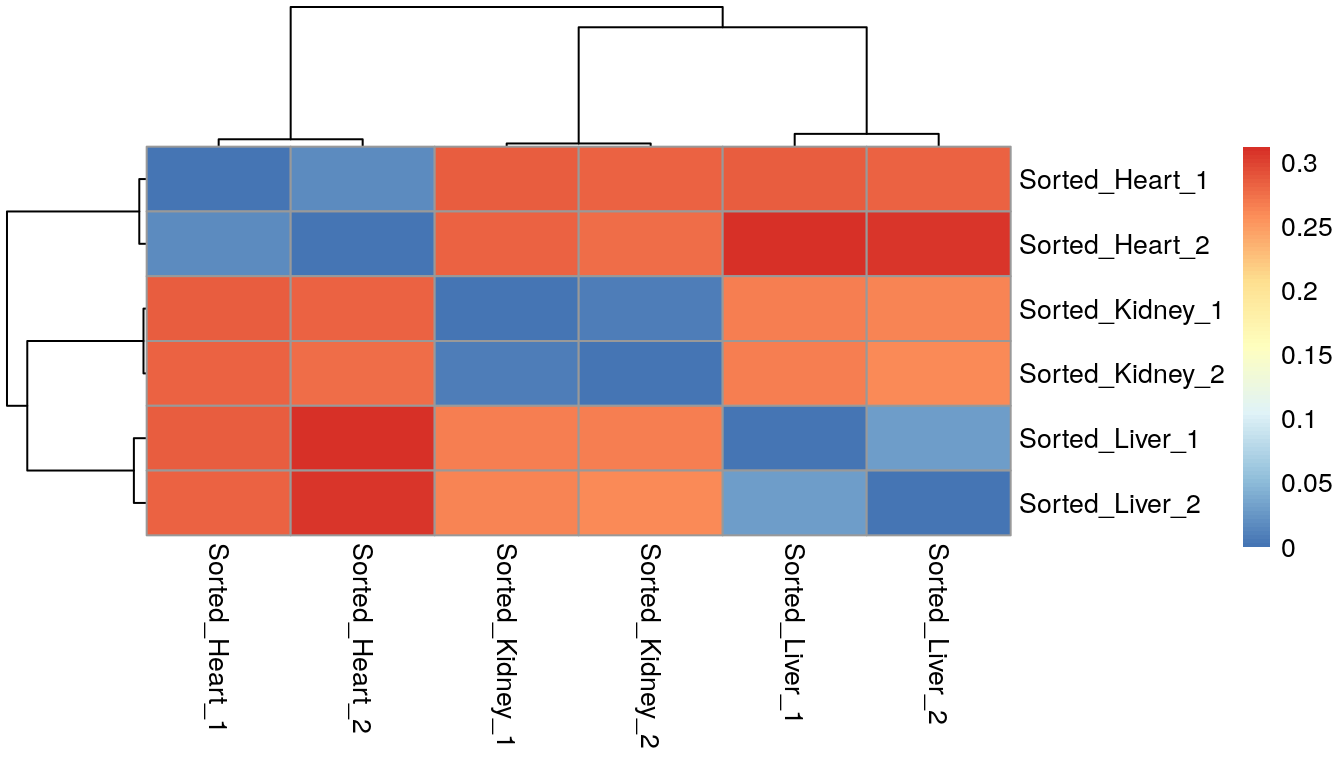 Sorted_Heart_1
Sorted_Heart_2
Sorted_Kidney_1
Sorted_Kidney_2
Sorted_Liver_1
Sorted_Liver_2
0.3
0.25
0.2
0.15
0.1
0.05
0
Sorted_Heart_1
Sorted_Heart_2
Sorted_Kidney_1
Sorted_Kidney_2
Sorted_Liver_1
Sorted_Liver_2